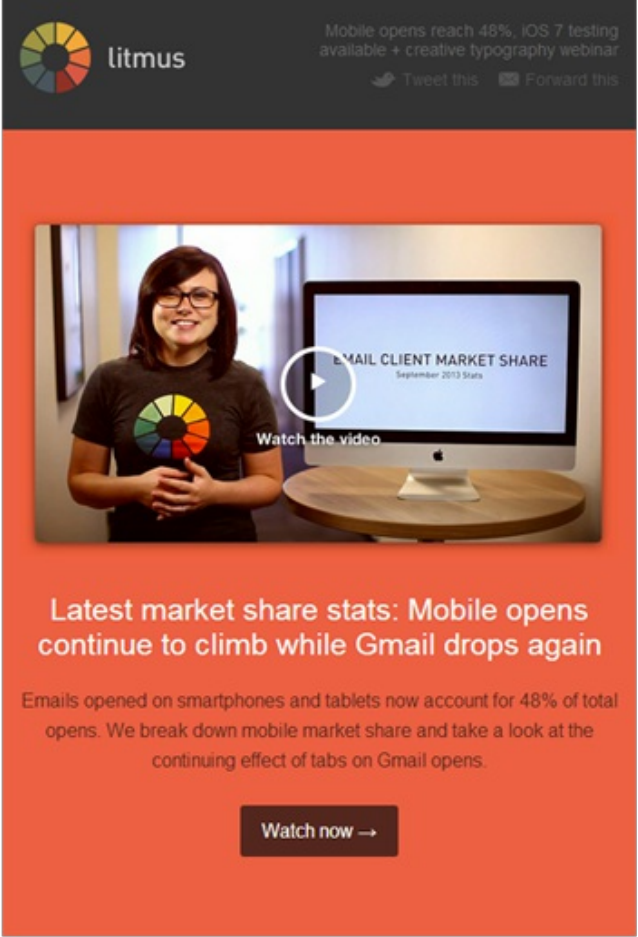 litmus
Mobile opens reach 48%, iOS 7 testing
available + creative typography webinar
Tweet this
Forward this
EMAIL CLIENT MARKET SHARE
September 2013 Stats
Watch the video
Latest market share stats: Mobile opens
continue to climb while Gmail drops again
Emails opened on smartphones and tablets now account for 48% of total
opens. We break down mobile market share and take a look at the
continuing effect of tabs on Gmail opens.
Watch now →